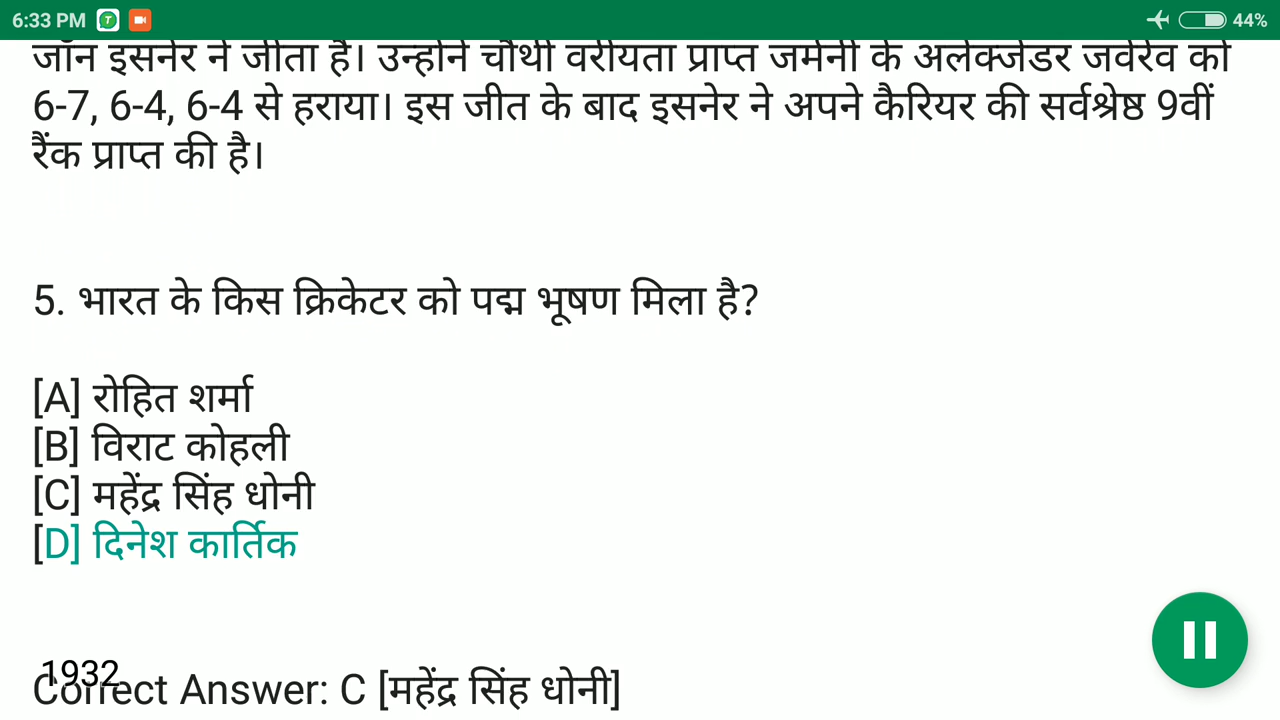 6:33 PM
44%
जॉन इसनेर ने जीता है। उन्होंने चौथी वरीयता प्राप्त जर्मनी के अलेक्जेंडर ज्वेरेव को
6-7, 6-4, 6-4 से हराया। इस जीत के बाद इसनेर ने अपने कैरियर की सर्वश्रेष्ठ 9वीं
रैंक प्राप्त की है।
5. भारत के किस क्रिकेटर को पद्म भूषण मिला है?
[A] रोहित शर्मा
[B] विराट कोहली
[C] महेंद्र सिंह धोनी
[D] दिनेश कार्तिक
1932
Correct Answer: C [महेंद्र सिंह धोनी]